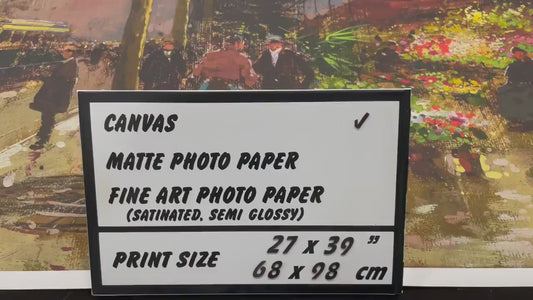 CANVAS ✓
MATTE PHOTO PAPER
FINE ART PHOTO PAPER
(SATINATED, SEMI GLOSSY)
PRINT SIZE
27 x 39 "
68 x 98 cm